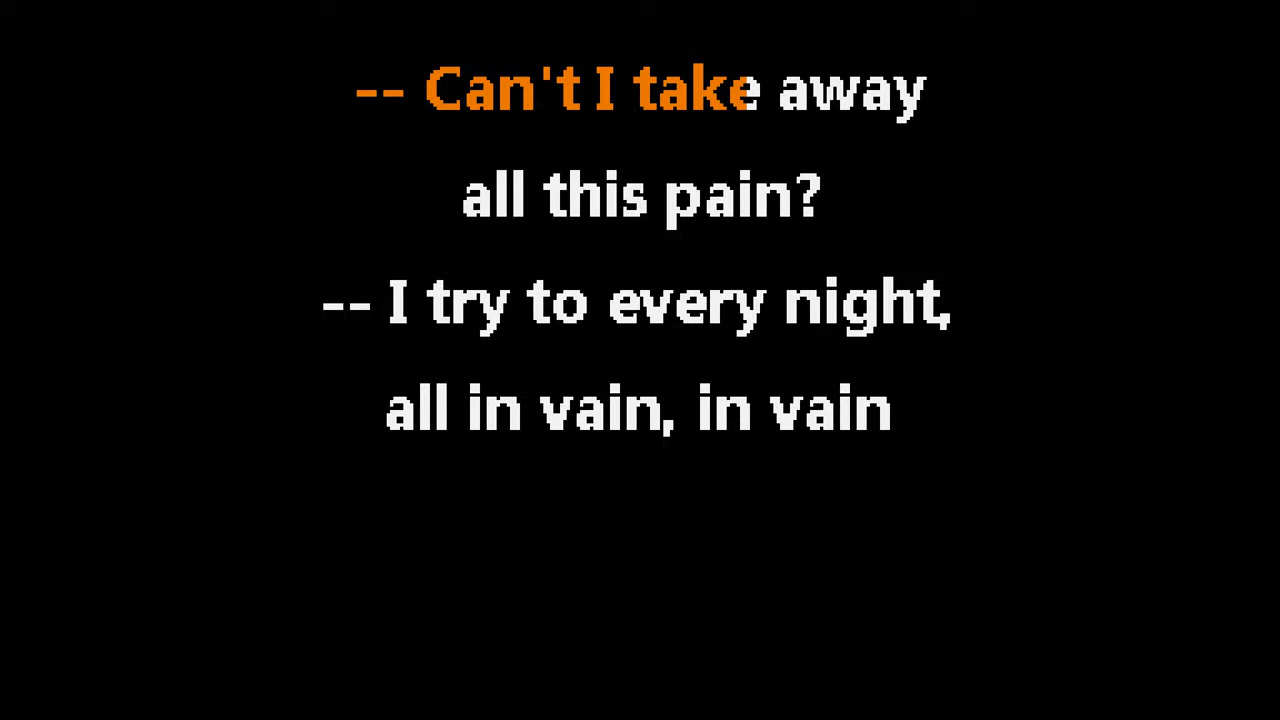 -- Can't I take away
all this pain?
-- I try to every night,
all in vain, in vain